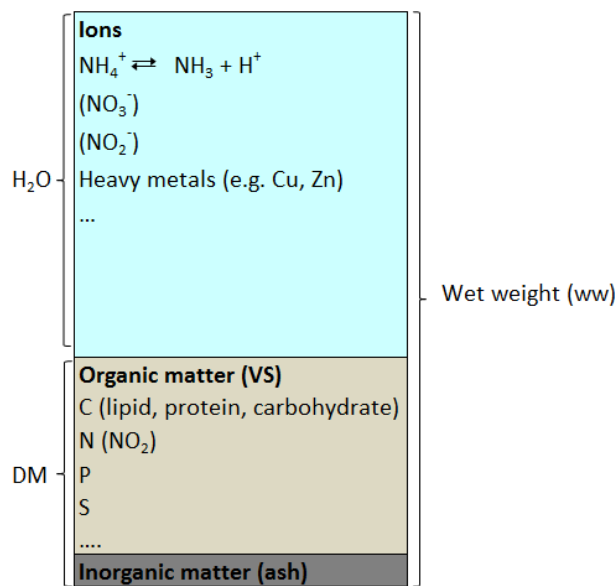 Ions
NH₄⁺ ⇄ NH₃ + H⁺
(NO₃⁻)
(NO₂⁻)
H₂O
Heavy metals (e.g. Cu, Zn)
...
Wet weight (ww)
Organic matter (VS)
C (lipid, protein, carbohydrate)
N (NO₂)
DM
P
S
....
Inorganic matter (ash)